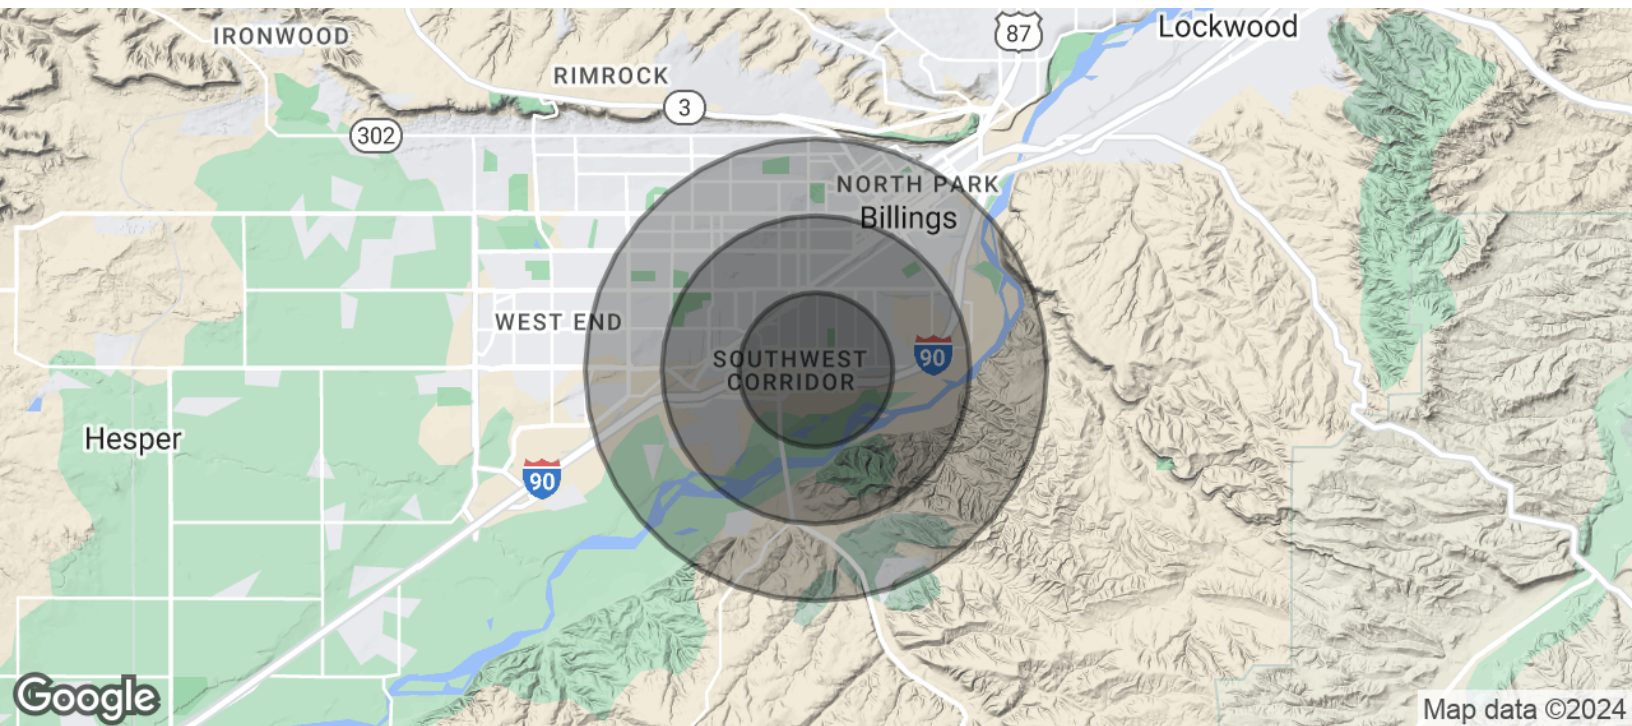 IRONWOOD
RIMROCK
87
Lockwood
3
302
NORTH PARK
Billings
WEST END
SOUTHWEST
CORRIDOR
90
Hesper
90
Google
Map data ©2024